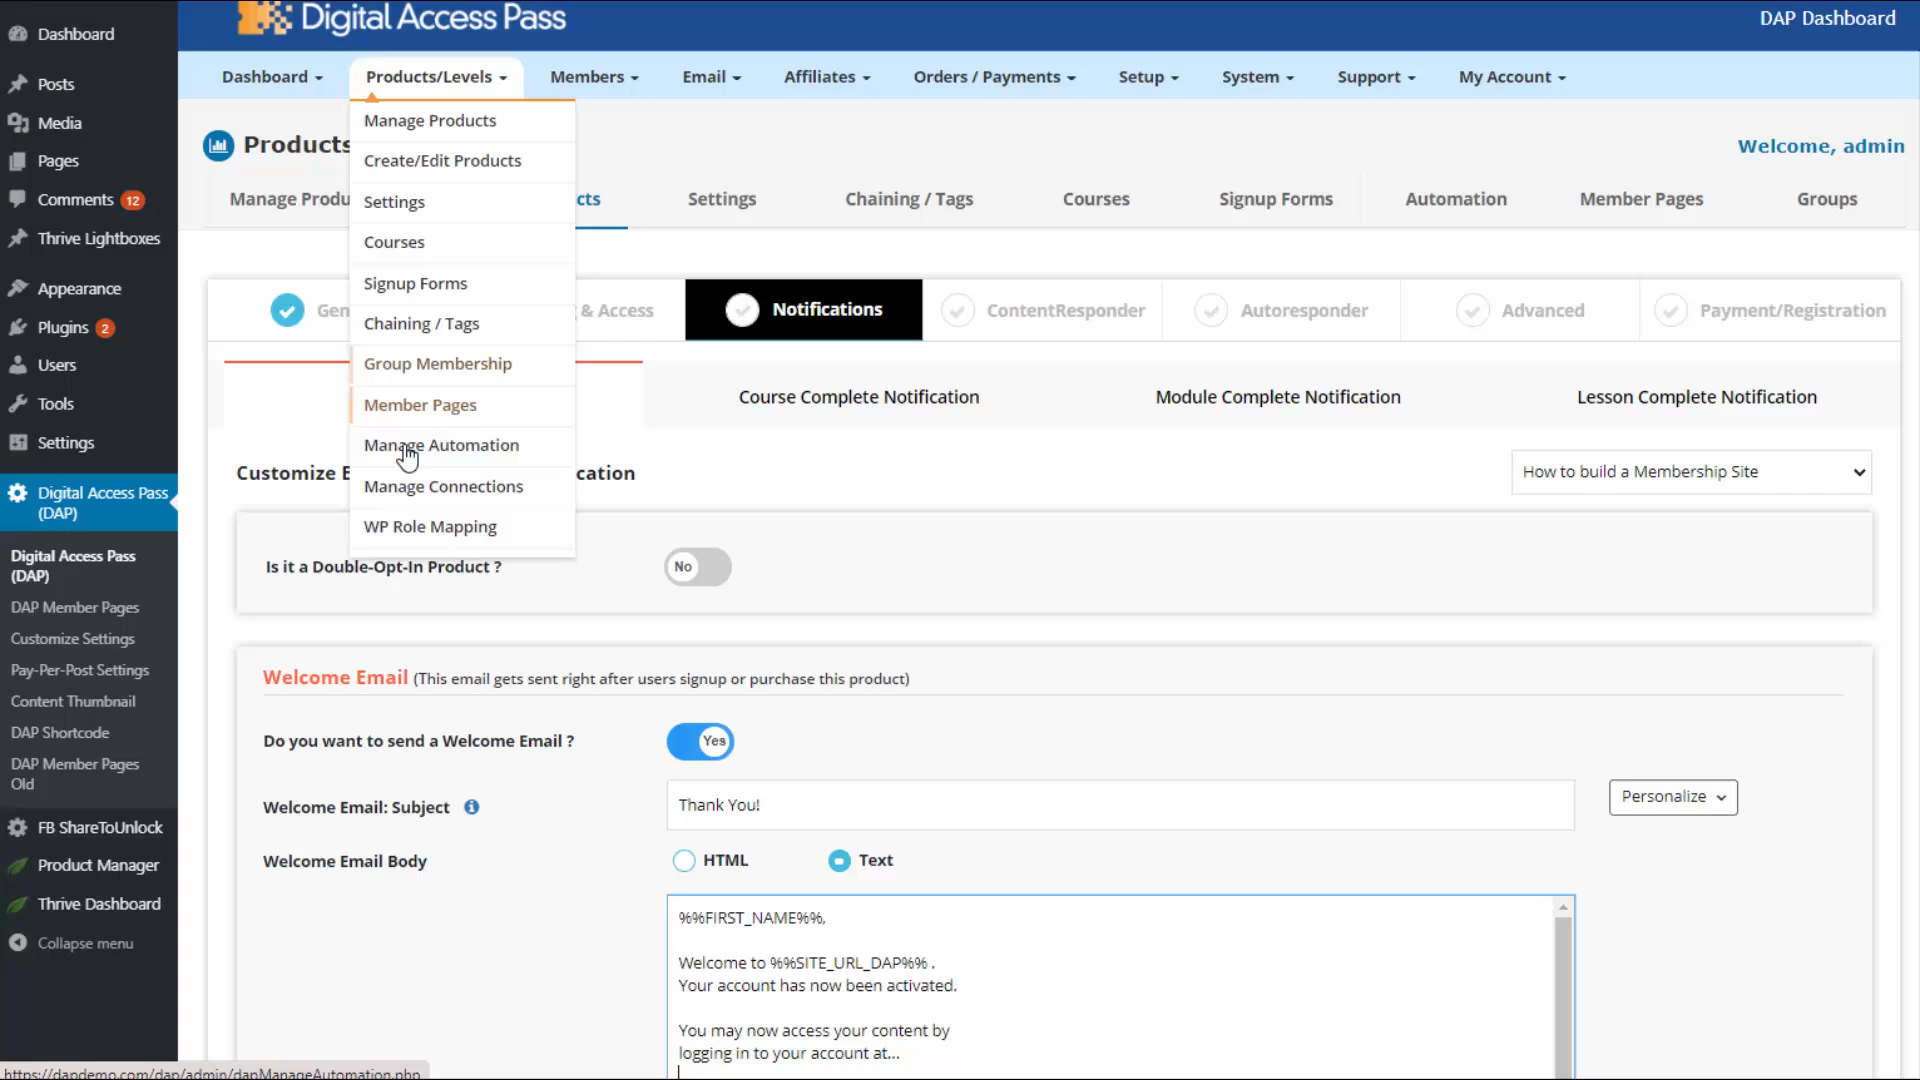 Dashboard
Posts
Media
Pages
Comments 12
Thrive Lightboxes
Appearance
Plugins 2
Users
Tools
Settings
Digital Access Pass
(DAP)
Digital Access Pass
(DAP)
DAP Member Pages
Customize Settings
Pay-Per-Post Settings
Content Thumbnail
DAP Shortcode
DAP Member Pages
Old
FB ShareToUnlock
Product Manager
Thrive Dashboard
Collapse menu
Digital Access Pass
DAP Dashboard
Dashboard Products/Levels Members Email Affiliates Orders / Payments Setup System Support My Account
Manage Products
Create/Edit Products
Settings
Courses
Signup Forms
Chaining / Tags
Group Membership
Member Pages
Manage Automation
Manage Connections
WP Role Mapping
Products
Welcome, admin
Manage Produ cts Settings Chaining / Tags Courses Signup Forms Automation Member Pages Groups
Gen & Access Notifications ContentResponder Autoresponder Advanced Payment/Registration
Course Complete Notification Module Complete Notification Lesson Complete Notification
Customize E cation
How to build a Membership Site
Is it a Double-Opt-In Product ? No
Welcome Email (This email gets sent right after users signup or purchase this product)
Do you want to send a Welcome Email ? Yes
Welcome Email: Subject Thank You! Personalize
Welcome Email Body HTML Text
%%FIRST_NAME%%,
Welcome to %%SITE_URL_DAP%% .
Your account has now been activated.
You may now access your content by
logging in to your account at...
https://dapdemo.com/dap/admin/dapManageAutomation.php